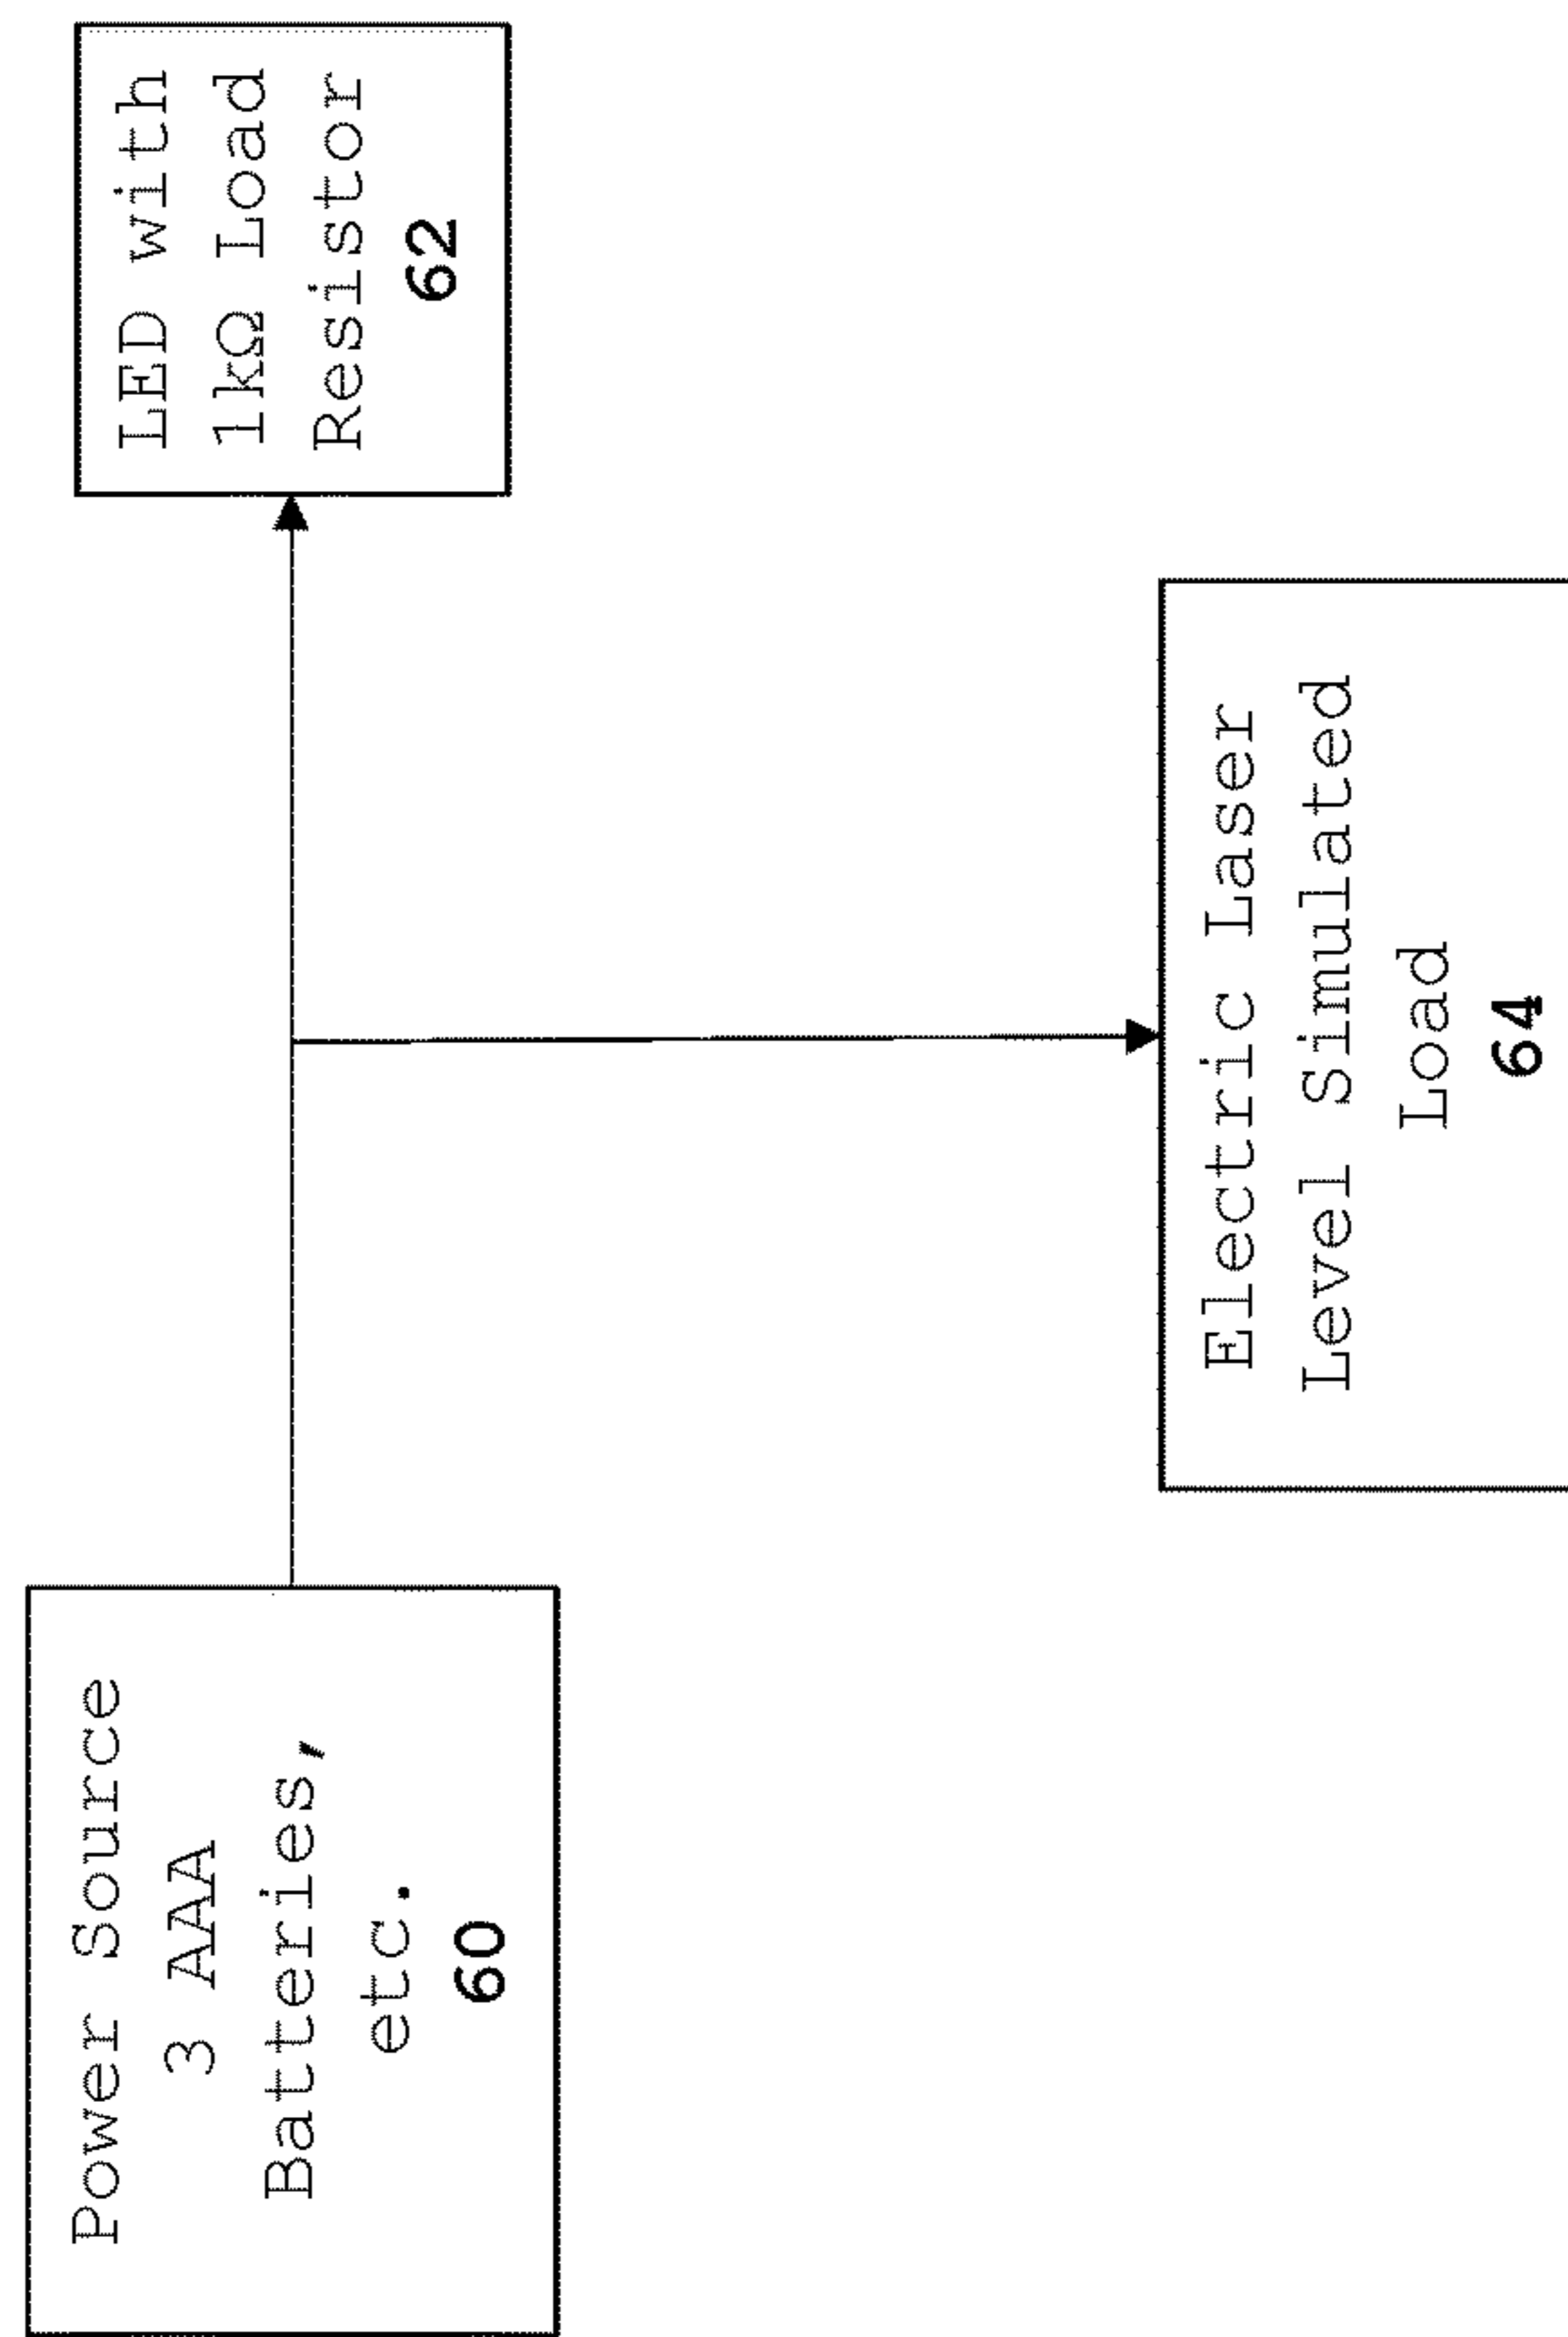 Power Source
3 AAA
Batteries,
etc.
60
LED with
1kΩ Load
Resistor
62
Electric Laser
Level Simulated
Load
64